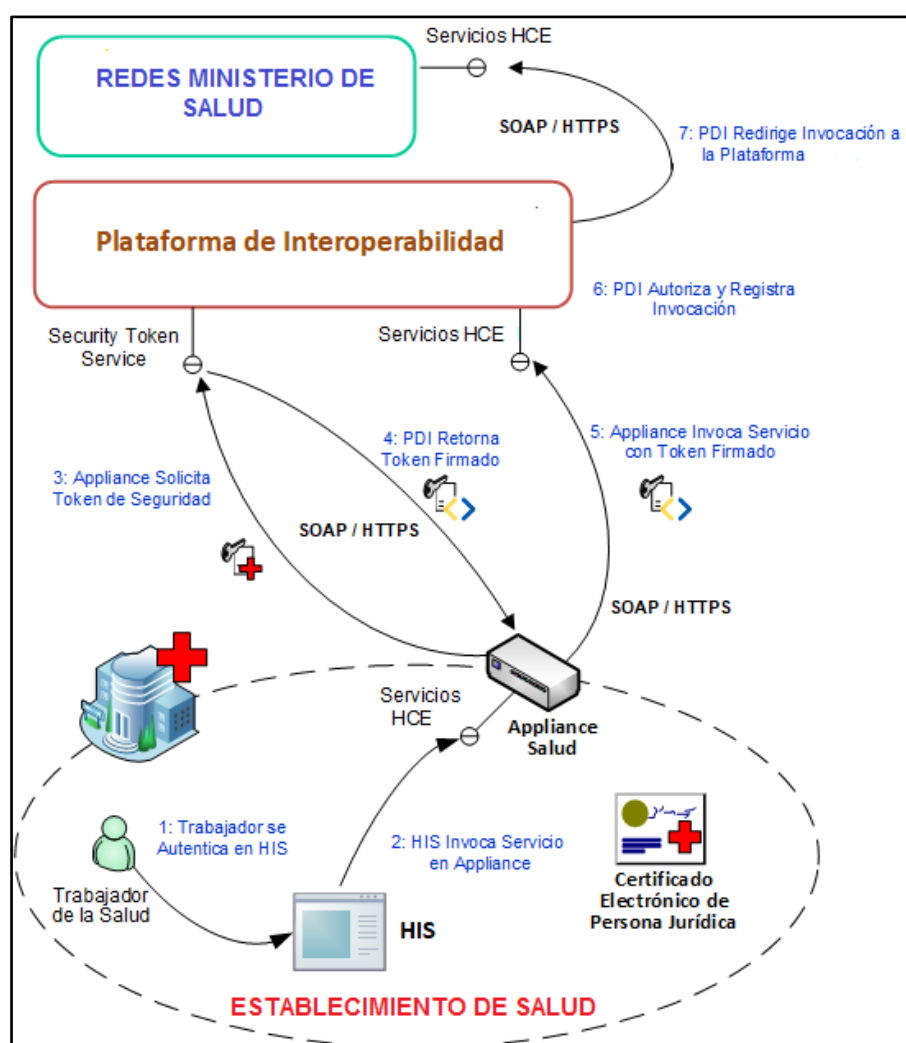 Servicios HCE
REDES MINISTERIO DE
SALUD
SOAP / HTTPS
7: PDI Redirige Invocación a
la Plataforma
Plataforma de Interoperabilidad
6: PDI Autoriza y Registra
Invocación
Security Token
Service
Servicios HCE
4: PDI Retorna
Token Firmado
5: Appliance Invoca Servicio
con Token Firmado
3: Appliance Solicita
Token de Seguridad
SOAP / HTTPS
SOAP / HTTPS
Servicios
HCE
Appliance
Salud
1: Trabajador se
Autentica en HIS
2: HIS Invoca Servicio
en Appliance
Trabajador
de la Salud
HIS
Certificado
Electrónico de
Persona Jurídica
ESTABLECIMIENTO DE SALUD